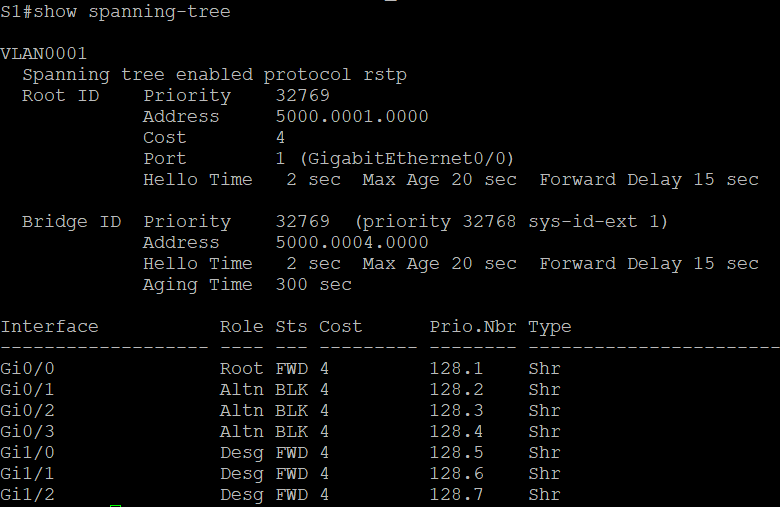 S1#show spanning-tree
VLAN0001
Spanning tree enabled protocol rstp
Root ID Priority 32769
Address 5000.0001.0000
Cost 4
Port 1 (GigabitEthernet0/0)
Hello Time 2 sec Max Age 20 sec Forward Delay 15 sec
Bridge ID Priority 32769 (priority 32768 sys-id-ext 1)
Address 5000.0004.0000
Hello Time 2 sec Max Age 20 sec Forward Delay 15 sec
Aging Time 300 sec
Interface Role Sts Cost Prio.Nbr Type
------------------- ---- --- --------- -------- -----------------------
Gi0/0 Root FWD 4 128.1 Shr
Gi0/1 Altn BLK 4 128.2 Shr
Gi0/2 Altn BLK 4 128.3 Shr
Gi0/3 Altn BLK 4 128.4 Shr
Gi1/0 Desg FWD 4 128.5 Shr
Gi1/1 Desg FWD 4 128.6 Shr
Gi1/2 Desg FWD 4 128.7 Shr